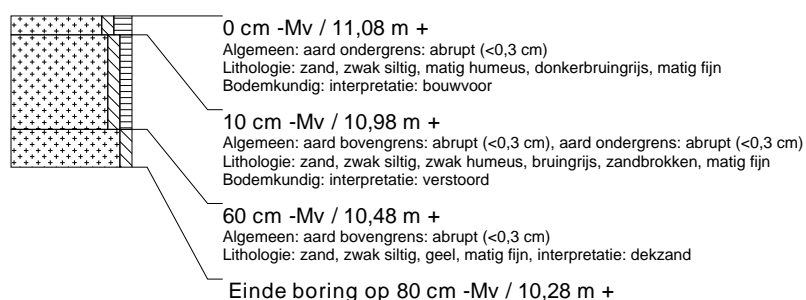 0 cm -Mv / 11,08 m +
Algemeen: aard ondergrens: abrupt (<0,3 cm)
Lithologie: zand, zwak siltig, matig humeus, donkerbruingrijs, matig fijn
Bodemkundig: interpretatie: bouwvoor
10 cm -Mv / 10,98 m +
Algemeen: aard bovengrens: abrupt (<0,3 cm), aard ondergrens: abrupt (<0,3 cm)
Lithologie: zand, zwak siltig, zwak humeus, bruingrijs, zandbrokken, matig fijn
Bodemkundig: interpretatie: verstoord
60 cm -Mv / 10,48 m +
Algemeen: aard bovengrens: abrupt (<0,3 cm)
Lithologie: zand, zwak siltig, geel, matig fijn, interpretatie: dekzand
Einde boring op 80 cm -Mv / 10,28 m +